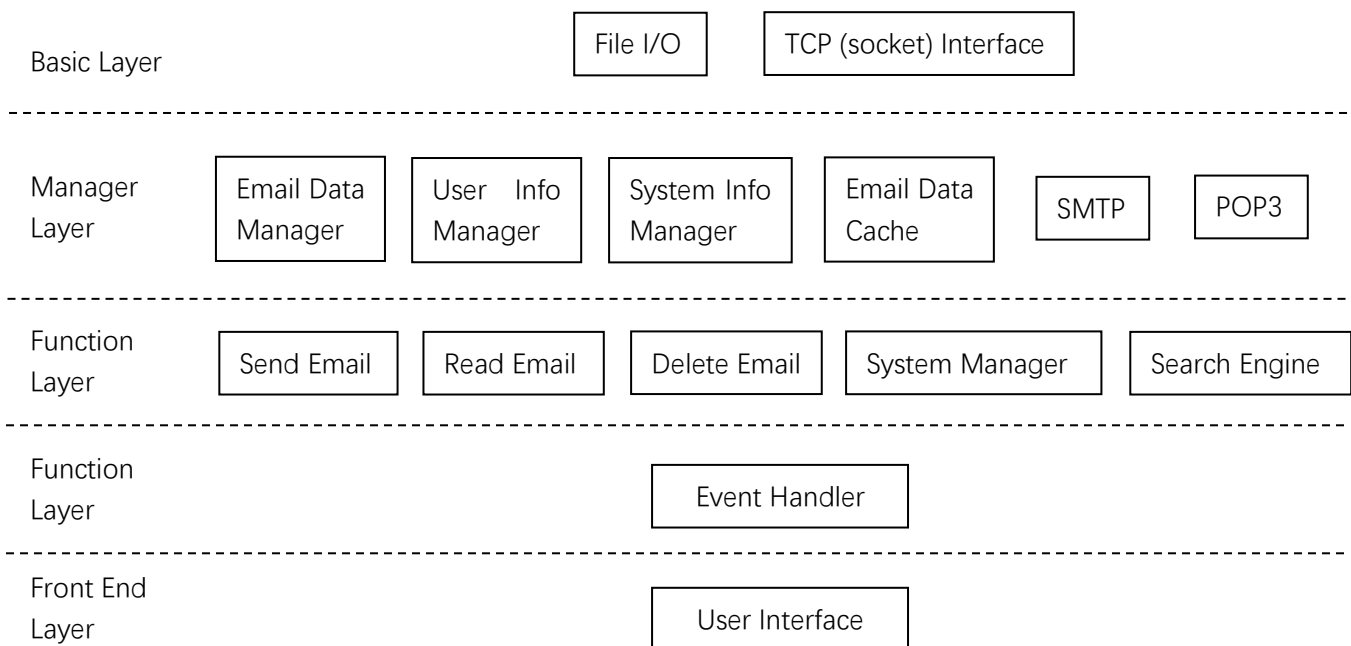 File I/O
TCP (socket) Interface
Basic Layer
Manager
Layer
Email Data
Manager
User Info
Manager
System Info
Manager
Email Data
Cache
SMTP
POP3
Function
Layer
Send Email
Read Email
Delete Email
System Manager
Search Engine
Function
Layer
Event Handler
Front End
Layer
User Interface